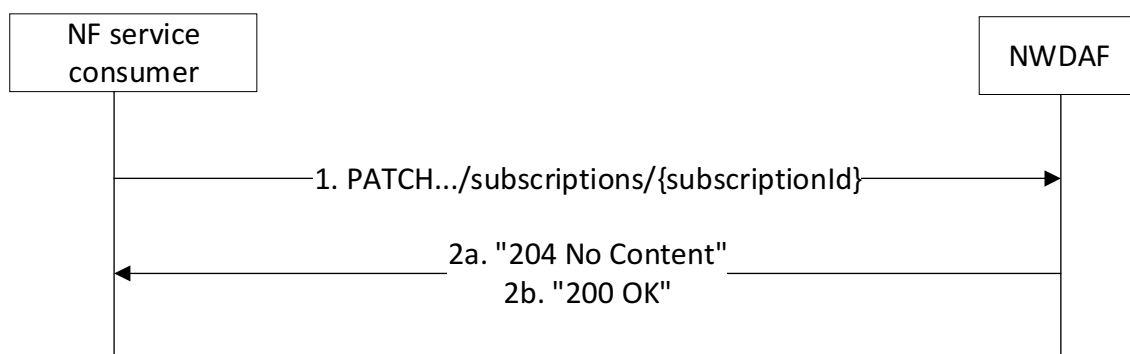 NF service
consumer
NWDAF
1. PATCH.../subscriptions/{subscriptionId}
2a. "204 No Content"
2b. "200 OK"